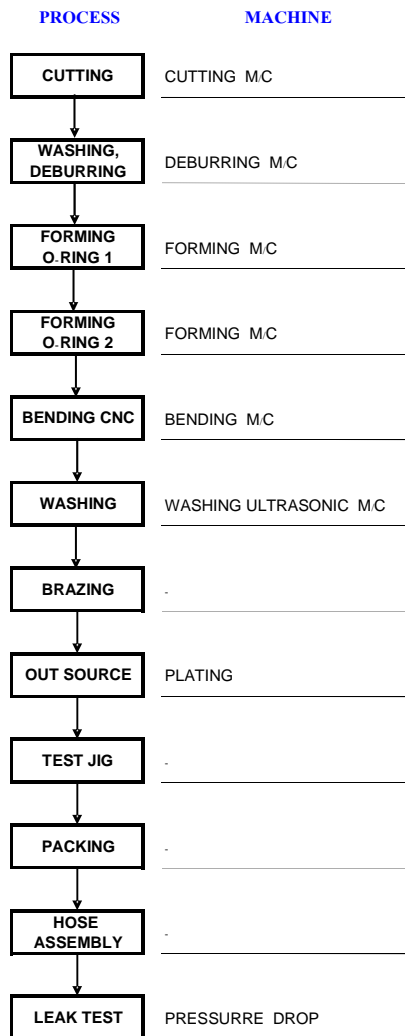 PROCESS MACHINE
CUTTING CUTTING M/C
WASHING,
DEBURRING DEBURRING M/C
FORMING
O-RING 1 FORMING M/C
FORMING
O-RING 2 FORMING M/C
BENDING CNC BENDING M/C
WASHING WASHING ULTRASONIC M/C
BRAZING -
OUT SOURCE PLATING
TEST JIG -
PACKING -
HOSE
ASSEMBLY -
LEAK TEST PRESSURRE DROP